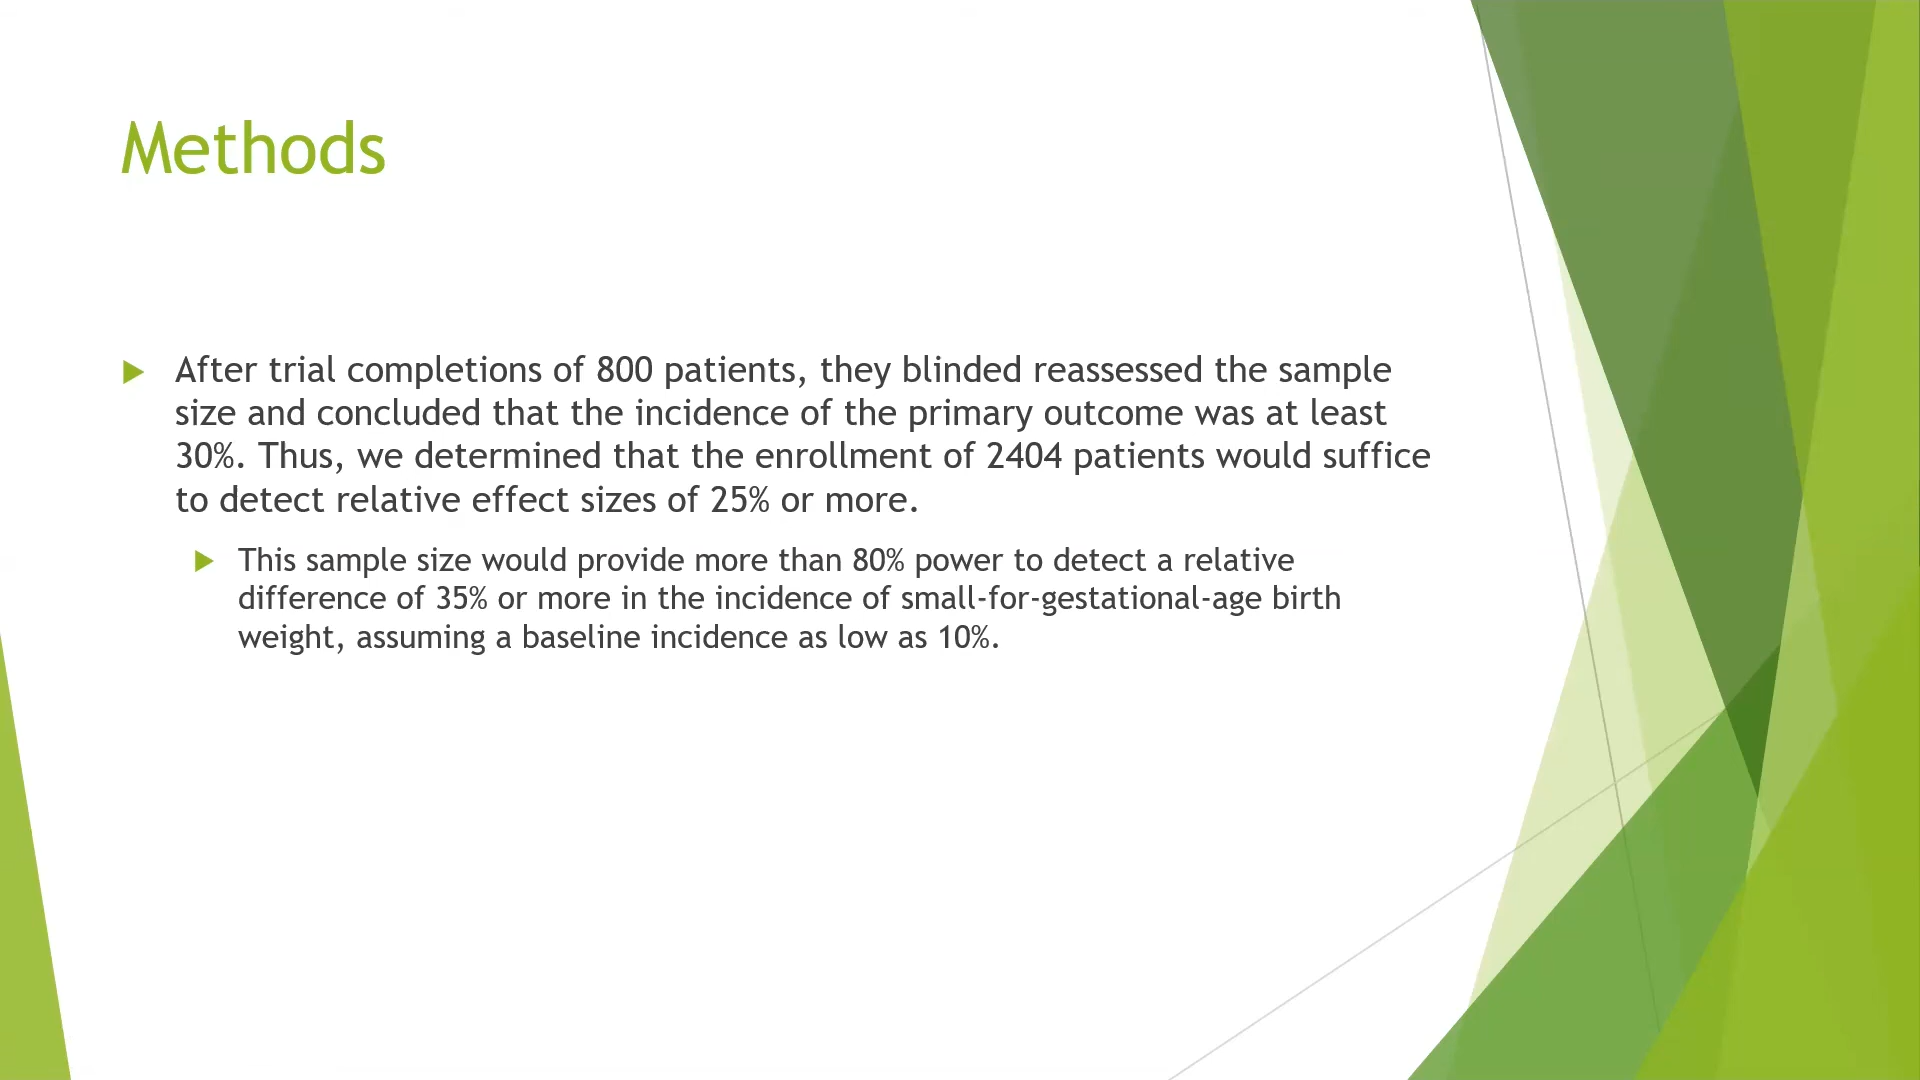 Methods
After trial completions of 800 patients, they blinded reassessed the sample
size and concluded that the incidence of the primary outcome was at least
30%. Thus, we determined that the enrollment of 2404 patients would suffice
to detect relative effect sizes of 25% or more.
This sample size would provide more than 80% power to detect a relative
difference of 35% or more in the incidence of small-for-gestational-age birth
weight, assuming a baseline incidence as low as 10%.